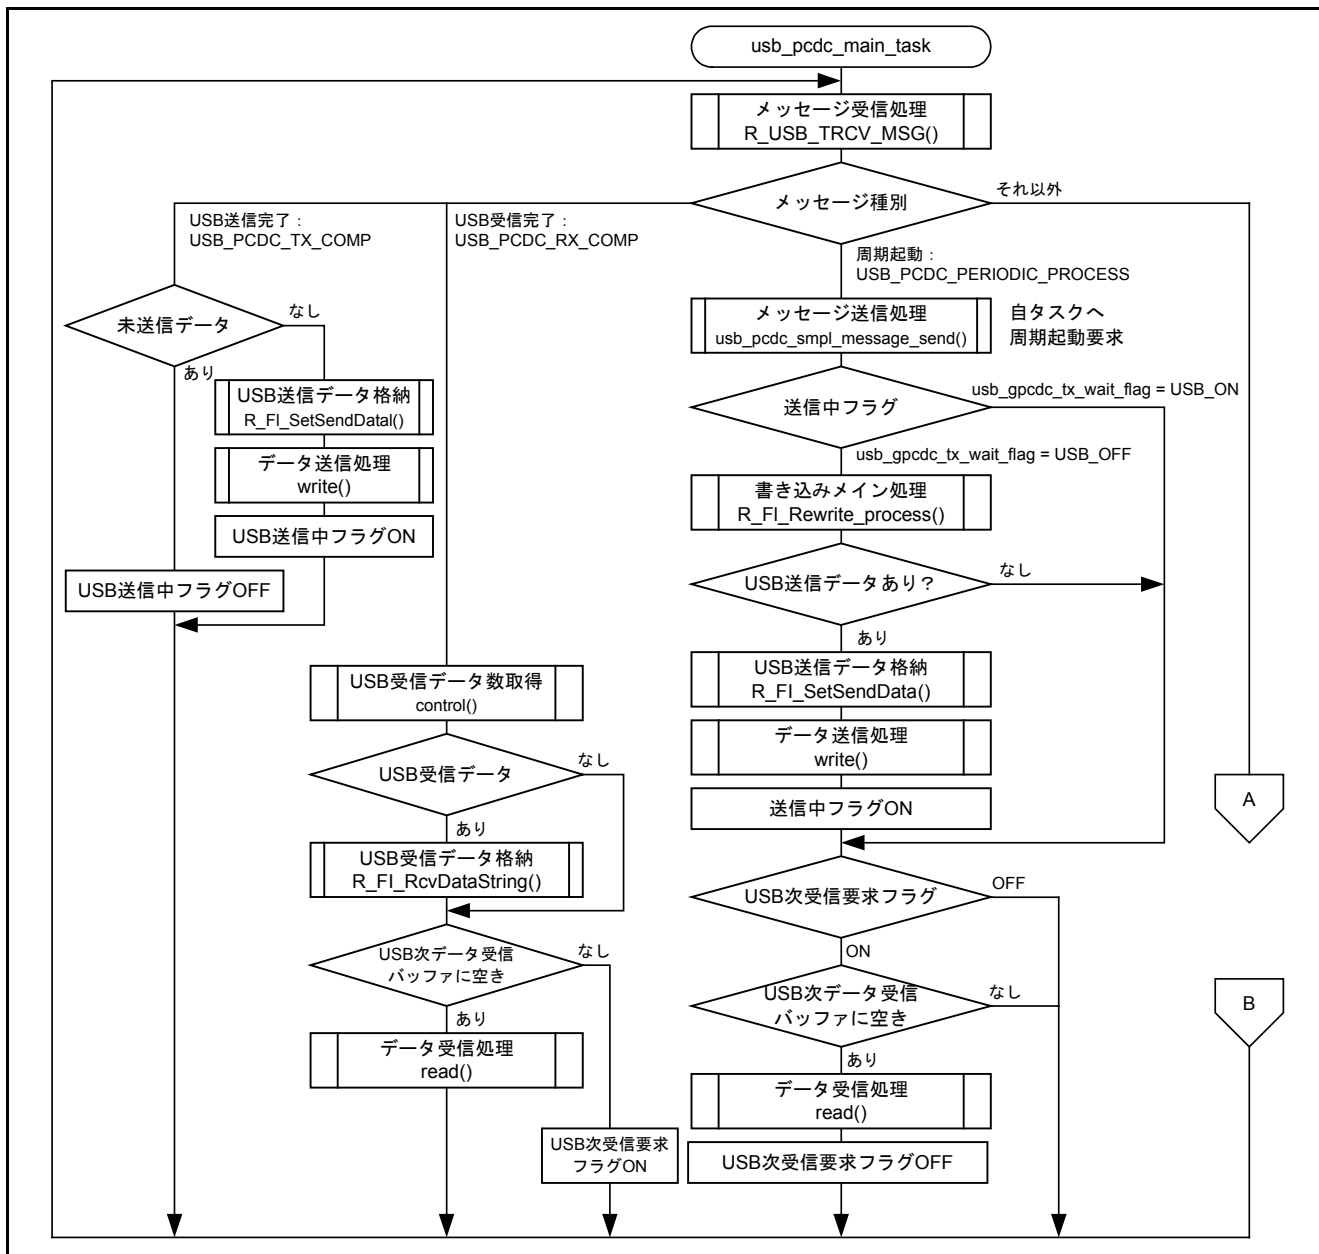 usb_pcdc_main_task
メッセージ受信処理
R_USB_TRCV_MSG()
メッセージ種別
それ以外
USB送信完了：
USB_PCDC_TX_COMP
USB受信完了：
USB_PCDC_RX_COMP
周期起動：
USB_PCDC_PERIODIC_PROCESS
未送信データ
なし
あり
USB送信データ格納
R_FI_SetSendDatal()
データ送信処理
write()
USB送信中フラグON
USB送信中フラグOFF
USB受信データ数取得
control()
USB受信データ
なし
あり
USB受信データ格納
R_FI_RcvDataString()
USB次データ受信
バッファに空き
なし
あり
データ受信処理
read()
USB次受信要求
フラグON
メッセージ送信処理
usb_pcdc_smpl_message_send()
自タスクへ
周期起動要求
送信中フラグ
usb_gpcdc_tx_wait_flag = USB_ON
usb_gpcdc_tx_wait_flag = USB_OFF
書き込みメイン処理
R_FI_Rewrite_process()
USB送信データあり？
なし
あり
USB送信データ格納
R_FI_SetSendData()
データ送信処理
write()
送信中フラグON
USB次受信要求フラグ
OFF
ON
USB次データ受信
バッファに空き
なし
あり
データ受信処理
read()
USB次受信要求フラグOFF
A
B